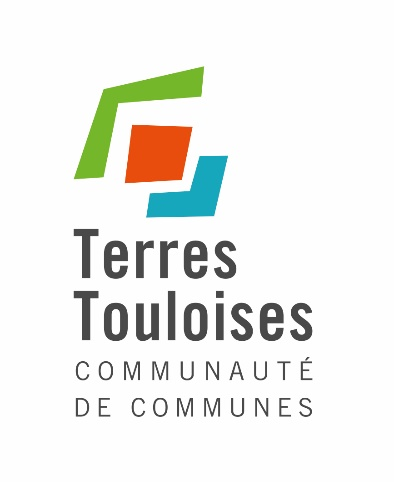 Terres
Touloises
COMMUNAUTÉ
DE COMMUNES